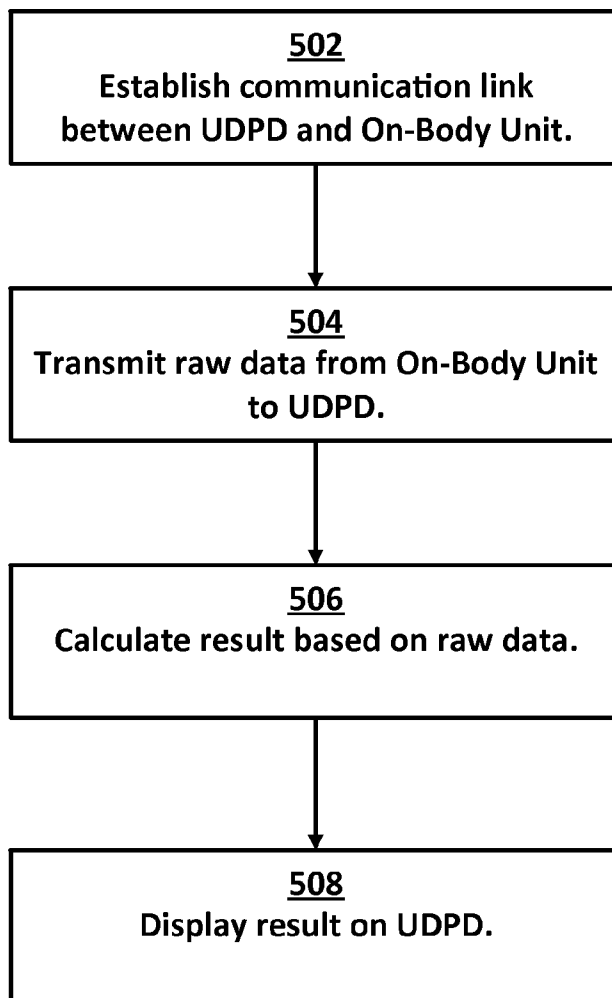 502
Establish communication link
between UDPD and On-Body Unit.
504
Transmit raw data from On-Body Unit
to UDPD.
506
Calculate result based on raw data.
508
Display result on UDPD.